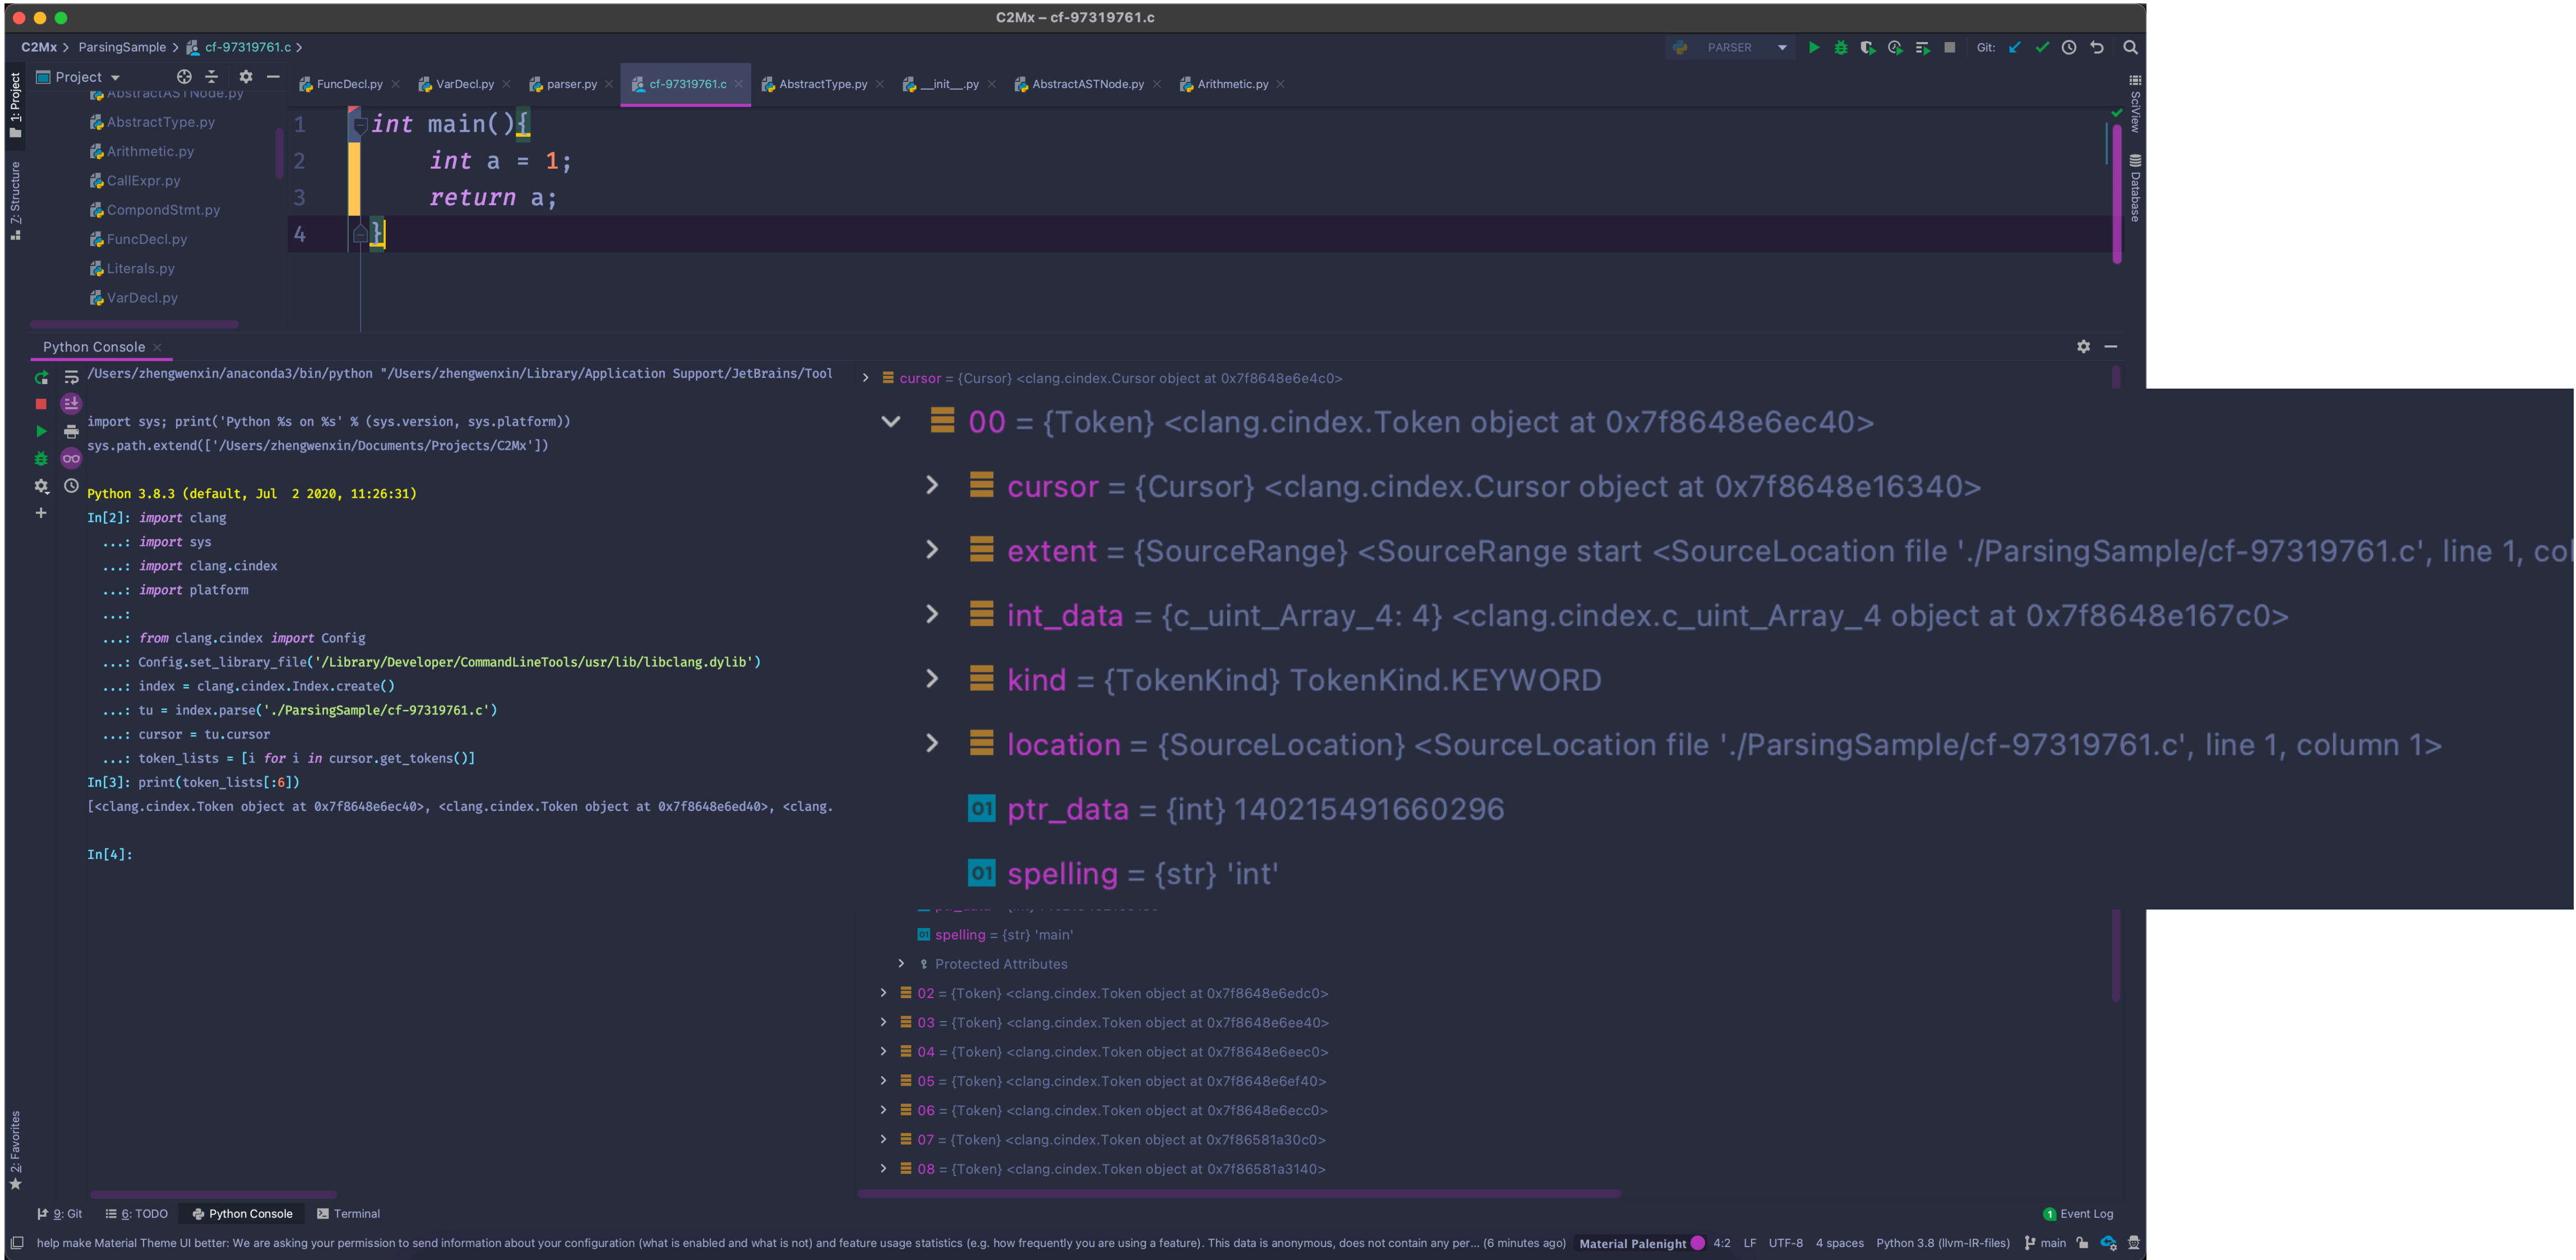 C2Mx – cf-97319761.c
C2Mx > ParsingSample > cf-97319761.c >
PARSER
Git:
1: Project
Project
AbstractASTNode.py
AbstractType.py
Arithmetic.py
CallExpr.py
CompondStmt.py
FuncDecl.py
Literals.py
VarDecl.py
7: Structure
FuncDecl.py
VarDecl.py
parser.py
cf-97319761.c
AbstractType.py
__init__.py
AbstractASTNode.py
Arithmetic.py
1 int main(){
2 int a = 1;
3 return a;
4 }
SciView
Database
Python Console
/Users/zhengwenxin/anaconda3/bin/python "/Users/zhengwenxin/Library/Application Support/JetBrains/Tool
import sys; print('Python %s on %s' % (sys.version, sys.platform))
sys.path.extend(['/Users/zhengwenxin/Documents/Projects/C2Mx'])
Python 3.8.3 (default, Jul  2 2020, 11:26:31)
In[2]: import clang
...: import sys
...: import clang.cindex
...: import platform
...:
...: from clang.cindex import Config
...: Config.set_library_file('/Library/Developer/CommandLineTools/usr/lib/libclang.dylib')
...: index = clang.cindex.Index.create()
...: tu = index.parse('./ParsingSample/cf-97319761.c')
...: cursor = tu.cursor
...: token_lists = [i for i in cursor.get_tokens()]
In[3]: print(token_lists[:6])
[<clang.cindex.Token object at 0x7f8648e6ec40>, <clang.cindex.Token object at 0x7f8648e6ed40>, <clang.
In[4]:
cursor = {Cursor} <clang.cindex.Cursor object at 0x7f8648e6e4c0>
00 = {Token} <clang.cindex.Token object at 0x7f8648e6ec40>
cursor = {Cursor} <clang.cindex.Cursor object at 0x7f8648e16340>
extent = {SourceRange} <SourceRange start <SourceLocation file './ParsingSample/cf-97319761.c', line 1, col
int_data = {c_uint_Array_4: 4} <clang.cindex.c_uint_Array_4 object at 0x7f8648e167c0>
kind = {TokenKind} TokenKind.KEYWORD
location = {SourceLocation} <SourceLocation file './ParsingSample/cf-97319761.c', line 1, column 1>
01 ptr_data = {int} 140215491660296
01 spelling = {str} 'int'
01 spelling = {str} 'main'
Protected Attributes
02 = {Token} <clang.cindex.Token object at 0x7f8648e6edc0>
03 = {Token} <clang.cindex.Token object at 0x7f8648e6ee40>
04 = {Token} <clang.cindex.Token object at 0x7f8648e6eec0>
05 = {Token} <clang.cindex.Token object at 0x7f8648e6ef40>
06 = {Token} <clang.cindex.Token object at 0x7f8648e6ecc0>
07 = {Token} <clang.cindex.Token object at 0x7f86581a30c0>
08 = {Token} <clang.cindex.Token object at 0x7f86581a3140>
2: Favorites
9: Git
6: TODO
Python Console
Terminal
1 Event Log
help make Material Theme UI better: We are asking your permission to send information about your configuration (what is enabled and what is not) and feature usage statistics (e.g. how frequently you are using a feature). This data is anonymous, does not contain any per... (6 minutes ago)
Material Palenight
4:2
LF
UTF-8
4 spaces
Python 3.8 (llvm-IR-files)
main